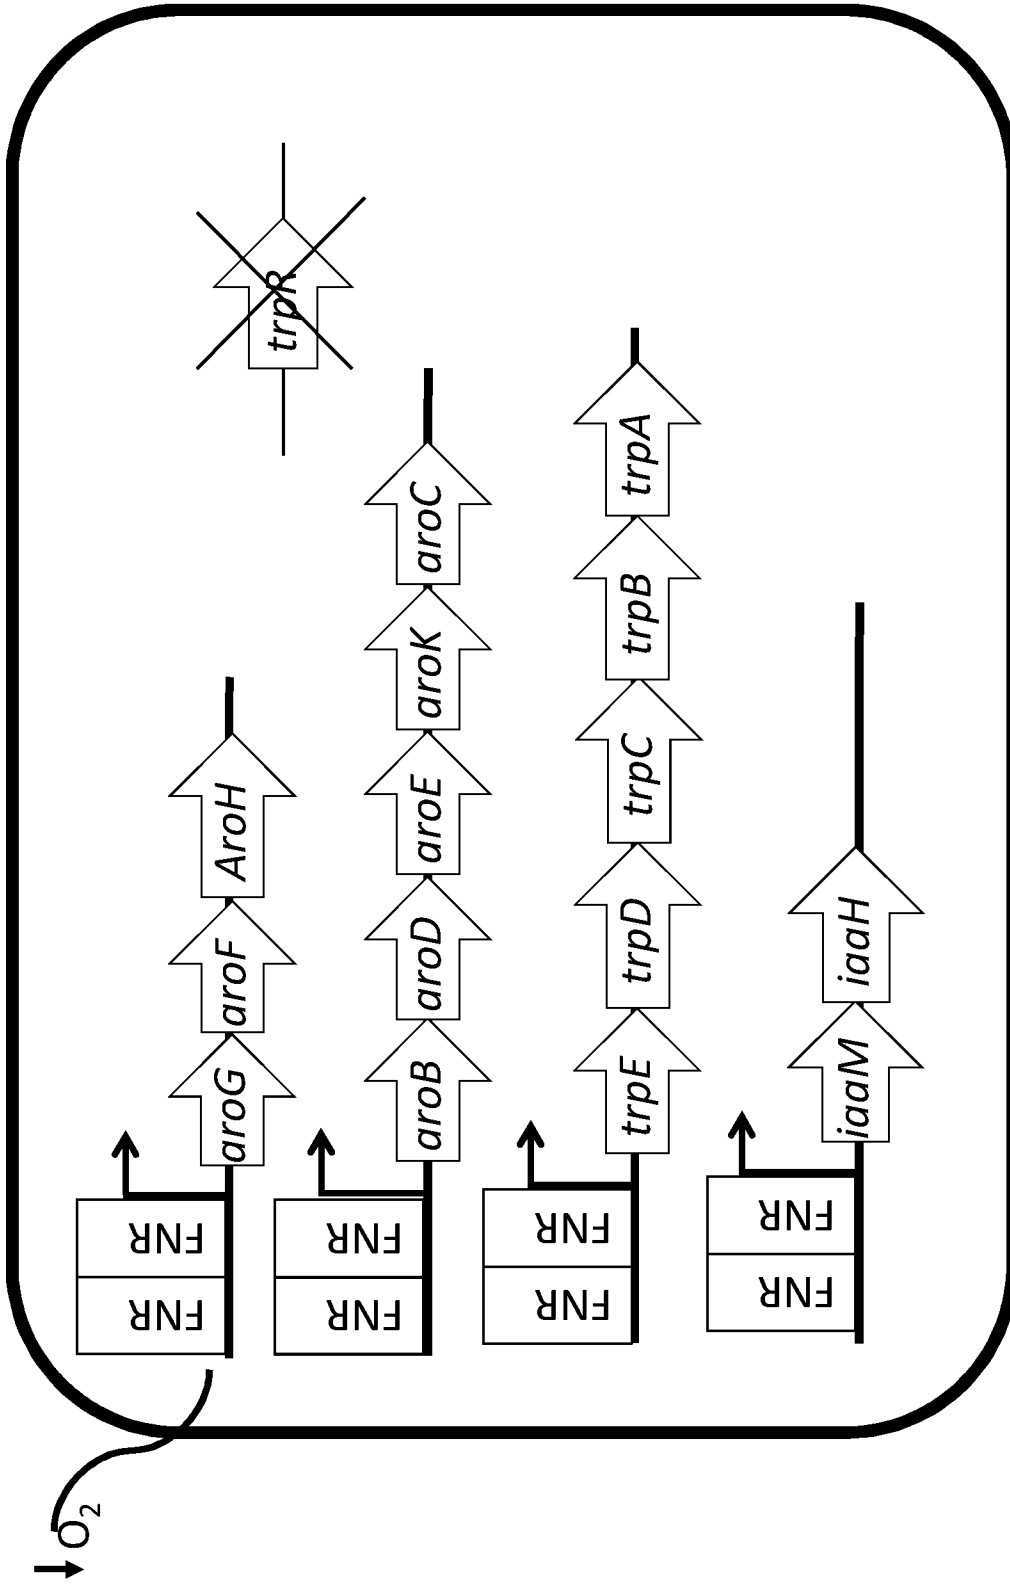 O2
FNR FNR aroG aroF AroH
trpR
FNR FNR aroB aroD aroE aroK aroC
FNR FNR trpE trpD trpC trpB trpA
FNR FNR iaaM iaaH